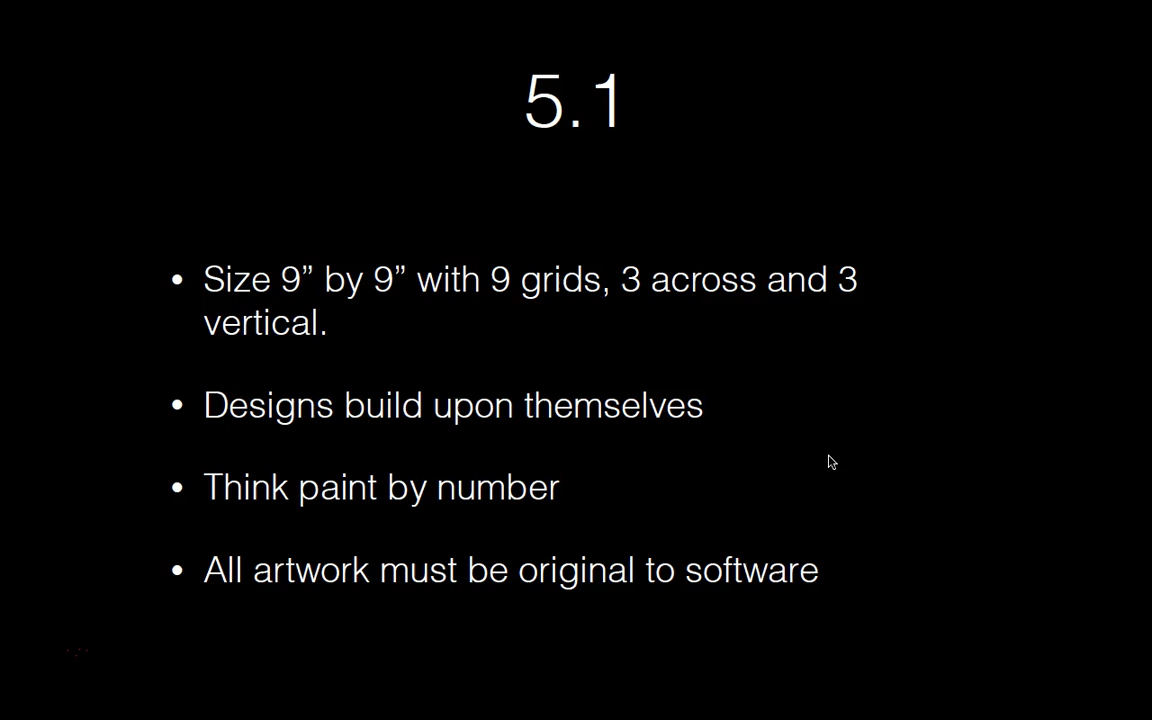 5.1
• Size 9” by 9” with 9 grids, 3 across and 3
vertical.
• Designs build upon themselves
• Think paint by number
• All artwork must be original to software